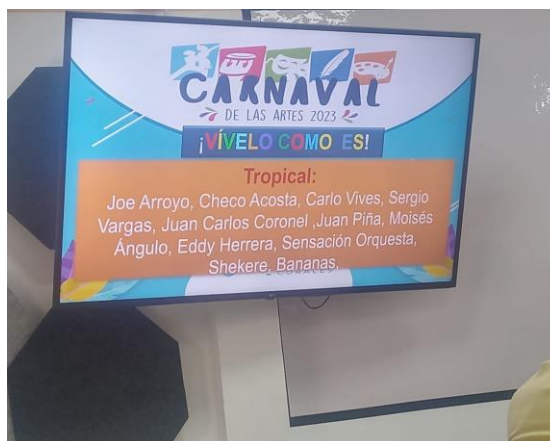 CARNAVAL
DE LAS ARTES 2023
¡VÍVELO COMO ES!
Tropical:
Joe Arroyo, Checo Acosta, Carlo Vives, Sergio
Vargas, Juan Carlos Coronel ,Juan Piña, Moisés
Ángulo, Eddy Herrera, Sensación Orquesta,
Shekere, Bananas,